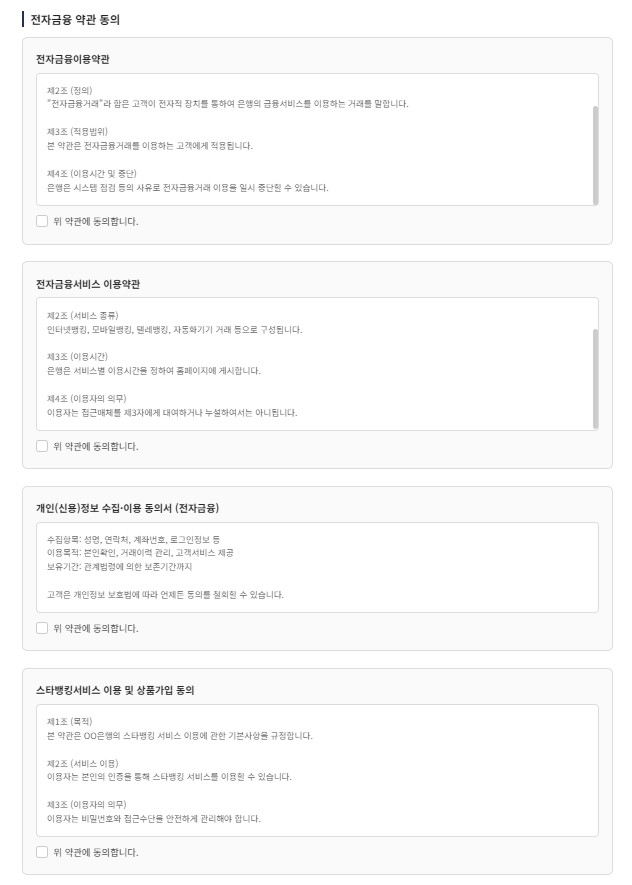 전자금융 약관 동의
전자금융이용약관
제2조 (정의)
"전자금융거래"라 함은 고객이 전자적 장치를 통하여 은행의 금융서비스를 이용하는 거래를 말합니다.
제3조 (적용범위)
본 약관은 전자금융거래를 이용하는 고객에게 적용됩니다.
제4조 (이용시간 및 중단)
은행은 시스템 점검 등의 사유로 전자금융거래 이용을 일시 중단할 수 있습니다.
위 약관에 동의합니다.
전자금융서비스 이용약관
제2조 (서비스 종류)
인터넷뱅킹, 모바일뱅킹, 텔레뱅킹, 자동화기기 거래 등으로 구성됩니다.
제3조 (이용시간)
은행은 서비스별 이용시간을 정하여 홈페이지에 게시합니다.
제4조 (이용자의 의무)
이용자는 접근매체를 제3자에게 대여하거나 누설하여서는 아니됩니다.
위 약관에 동의합니다.
개인(신용)정보 수집·이용 동의서 (전자금융)
수집항목: 성명, 연락처, 계좌번호, 로그인정보 등
이용목적: 본인확인, 거래이력 관리, 고객서비스 제공
보유기간: 관계법령에 의한 보존기간까지
고객은 개인정보 보호법에 따라 언제든 동의를 철회할 수 있습니다.
위 약관에 동의합니다.
스타뱅킹서비스 이용 및 상품가입 동의
제1조 (목적)
본 약관은 OO은행의 스타뱅킹 서비스 이용에 관한 기본사항을 규정합니다.
제2조 (서비스 이용)
이용자는 본인의 인증을 통해 스타뱅킹 서비스를 이용할 수 있습니다.
제3조 (이용자의 의무)
이용자는 비밀번호와 접근수단을 안전하게 관리해야 합니다.
위 약관에 동의합니다.